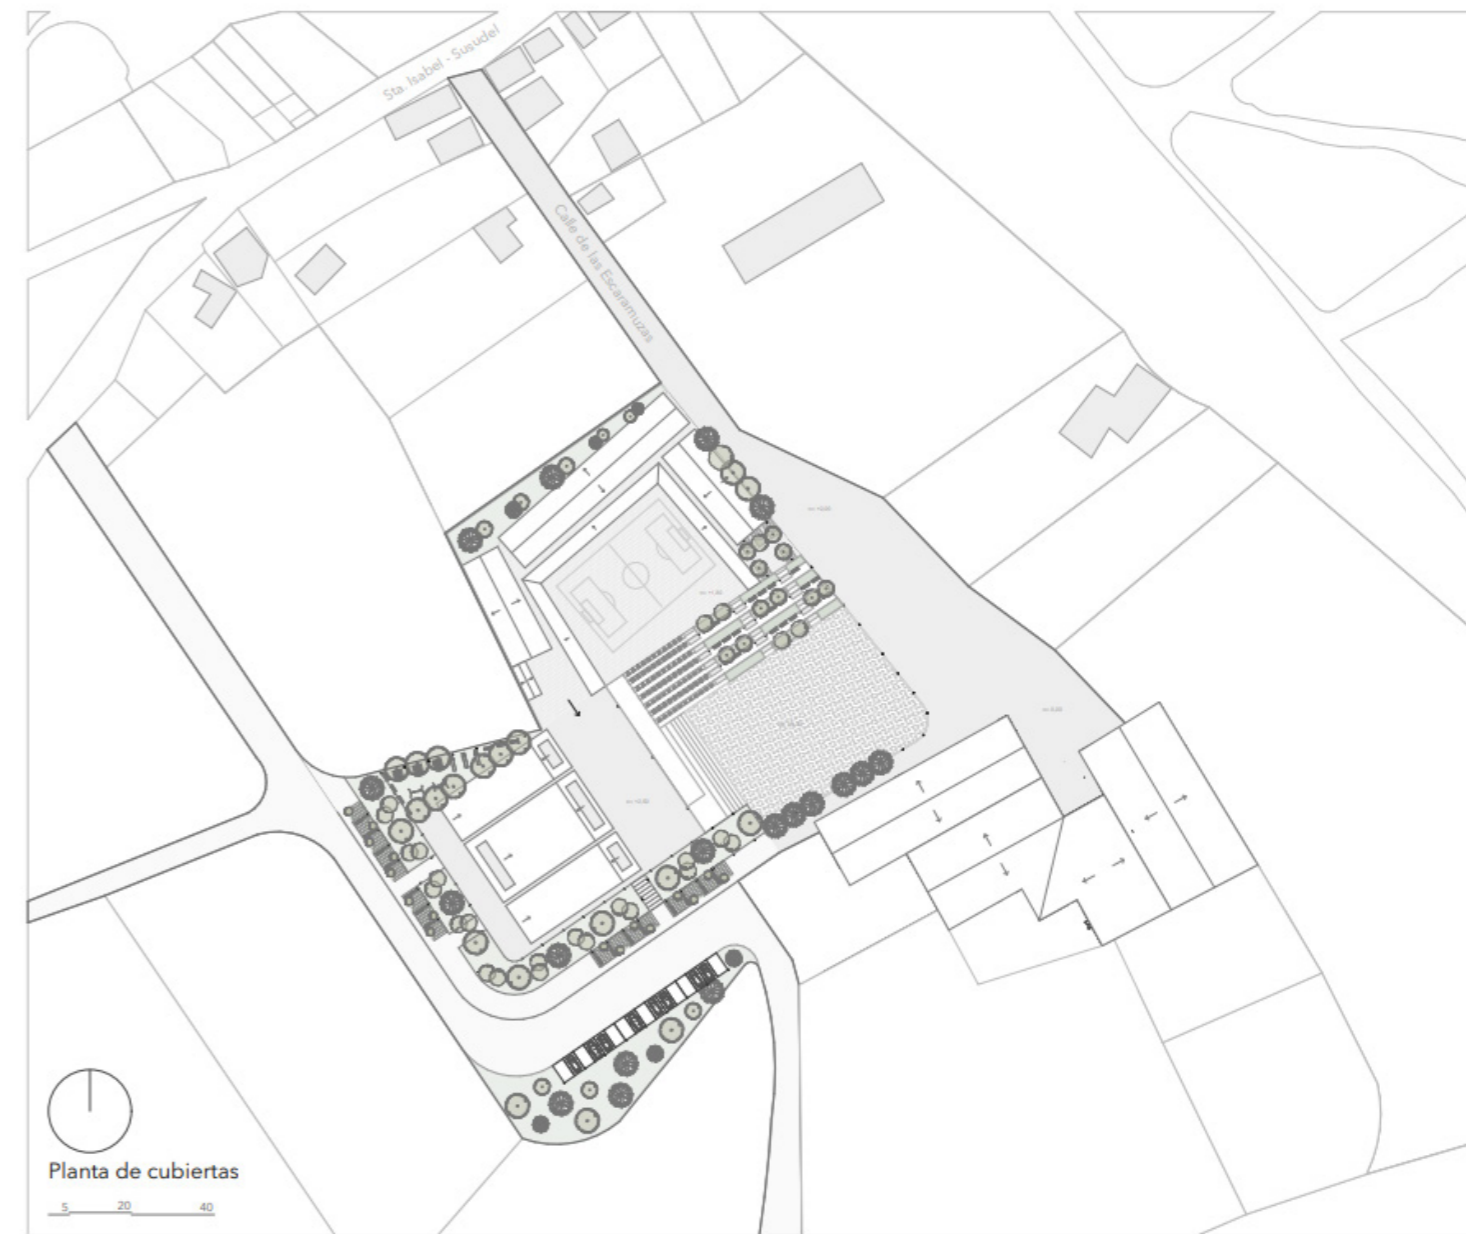 Sta. Isabel - Susudel
Calle de las Escaramuzas
Planta de cubiertas
5 20 40